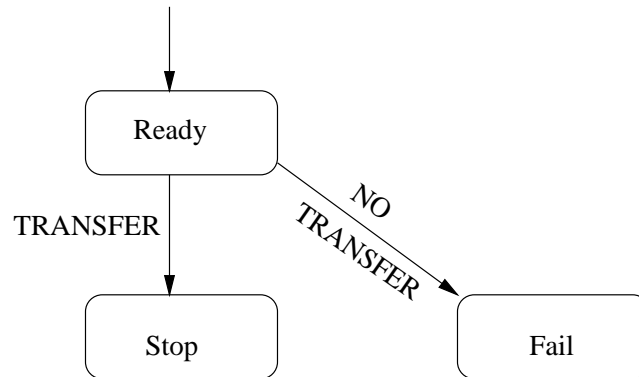 Ready
NO
TRANSFER
TRANSFER
Stop
Fail